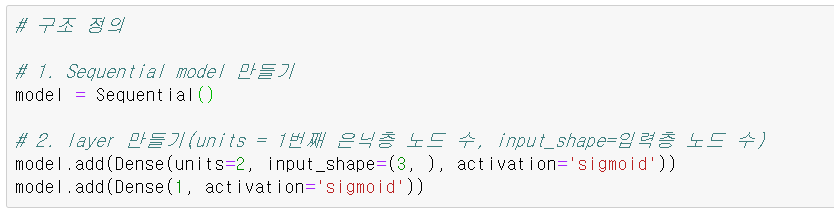 # 구조 정의
# 1. Sequential model 만들기
model = Sequential()
# 2. layer 만들기(units = 1번째 은닉층 노드 수, input_shape=입력층 노드 수)
model.add(Dense(units=2, input_shape=(3, ), activation='sigmoid'))
model.add(Dense(1, activation='sigmoid'))